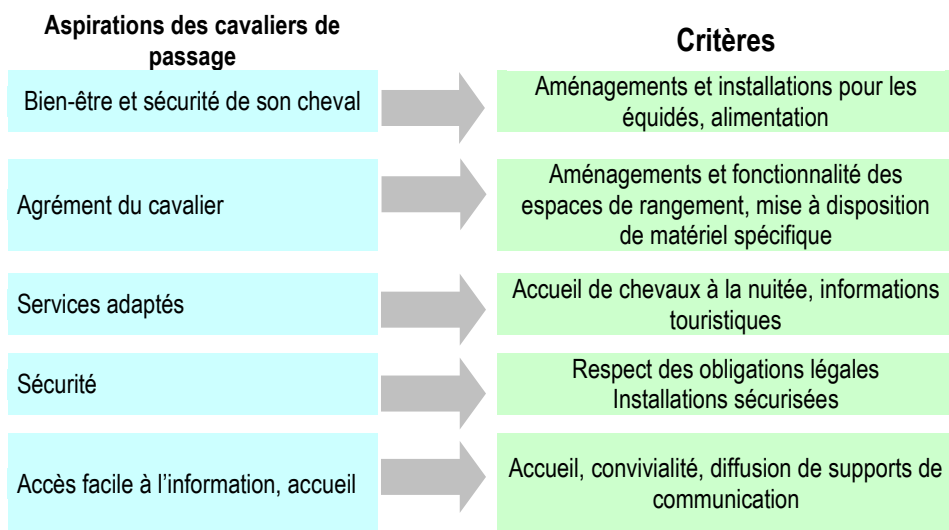 Aspirations des cavaliers de
passage
Critères
Bien-être et sécurité de son cheval
Aménagements et installations pour les
équidés, alimentation
Agrément du cavalier
Aménagements et fonctionnalité des
espaces de rangement, mise à disposition
de matériel spécifique
Services adaptés
Accueil de chevaux à la nuitée, informations
touristiques
Sécurité
Respect des obligations légales
Installations sécurisées
Accès facile à l’information, accueil
Accueil, convivialité, diffusion de supports de
communication